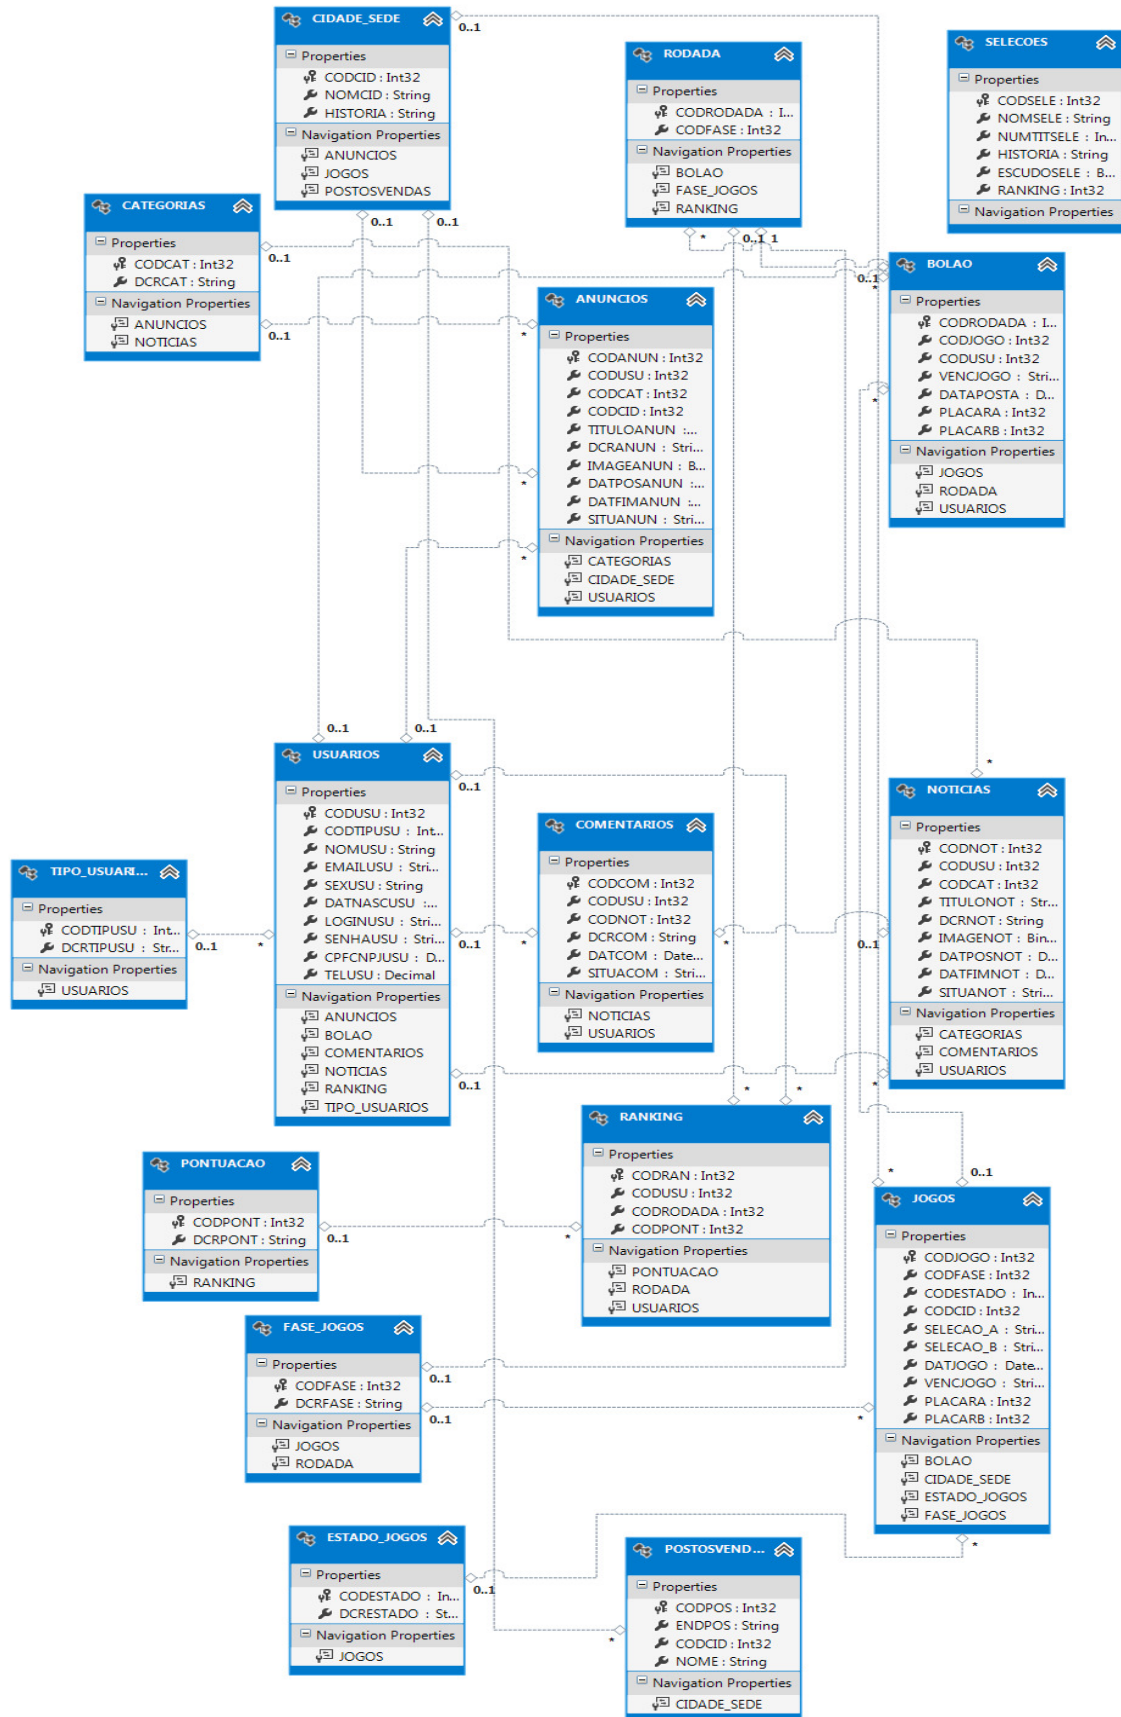 CIDADE_SEDE
Properties
CODCID : Int32
NOMCID : String
HISTORIA : String
Navigation Properties
ANUNCIOS
JOGOS
POSTOSVENDAS
0..1
0..1
0..1
RODADA
Properties
CODRODADA : I...
CODFASE : Int32
Navigation Properties
BOLAO
FASE_JOGOS
RANKING
*
0..1
1
SELECOES
Properties
CODSELE : Int32
NOMSELE : String
NUMTITSELE : In...
HISTORIA : String
ESCUDOSELE : B...
RANKING : Int32
Navigation Properties
CATEGORIAS
Properties
CODCAT : Int32
DCRCAT : String
Navigation Properties
ANUNCIOS
NOTICIAS
0..1
0..1
ANUNCIOS
Properties
CODANUN : Int32
CODUSU : Int32
CODCAT : Int32
CODCID : Int32
TITULOANUN :...
DCRANUN : Stri...
IMAGEANUN : B...
DATPOSANUN :...
DATFIMANUN :...
SITUANUN : Stri...
Navigation Properties
CATEGORIAS
CIDADE_SEDE
USUARIOS
*
*
*
BOLAO
Properties
CODRODADA : I...
CODJOGO : Int32
CODUSU : Int32
VENCJOGO : Stri...
DATAPOSTA : D...
PLACARA : Int32
PLACARB : Int32
Navigation Properties
JOGOS
RODADA
USUARIOS
0..1
*
*
0..1
0..1
USUARIOS
Properties
CODUSU : Int32
CODTIPUSU : Int...
NOMUSU : String
EMAILUSU : Stri...
SEXUSU : String
DATNASCUSU :...
LOGINUSU : Stri...
SENHAUSU : Stri...
CPFCNPJUSU : D...
TELUSU : Decimal
Navigation Properties
ANUNCIOS
BOLAO
COMENTARIOS
NOTICIAS
RANKING
TIPO_USUARIOS
*
0..1
0..1
0..1
COMENTARIOS
Properties
CODCOM : Int32
CODUSU : Int32
CODNOT : Int32
DCRCOM : String
DATCOM : Date...
SITUACOM : Stri...
Navigation Properties
NOTICIAS
USUARIOS
*
*
NOTICIAS
Properties
CODNOT : Int32
CODUSU : Int32
CODCAT : Int32
TITULONOT : Str...
DCRNOT : String
IMAGENOT : Bin...
DATPOSNOT : D...
DATFIMNOT : D...
SITUANOT : Stri...
Navigation Properties
CATEGORIAS
COMENTARIOS
USUARIOS
*
0..1
*
TIPO_USUARI...
Properties
CODTIPUSU : Int...
DCRTIPUSU : Str...
Navigation Properties
USUARIOS
0..1
PONTUACAO
Properties
CODPONT : Int32
DCRPONT : String
Navigation Properties
RANKING
0..1
RANKING
Properties
CODRAN : Int32
CODUSU : Int32
CODRODADA : Int32
CODPONT : Int32
Navigation Properties
PONTUACAO
RODADA
USUARIOS
*
*
*
JOGOS
Properties
CODJOGO : Int32
CODFASE : Int32
CODESTADO : In...
CODCID : Int32
SELECAO_A : Stri...
SELECAO_B : Stri...
DATJOGO : Date...
VENCJOGO : Stri...
PLACARA : Int32
PLACARB : Int32
Navigation Properties
BOLAO
CIDADE_SEDE
ESTADO_JOGOS
FASE_JOGOS
*
0..1
*
*
FASE_JOGOS
Properties
CODFASE : Int32
DCRFASE : String
Navigation Properties
JOGOS
RODADA
0..1
0..1
ESTADO_JOGOS
Properties
CODESTADO : In...
DCRESTADO : St...
Navigation Properties
JOGOS
0..1
POSTOSVEND...
Properties
CODPOS : Int32
ENDPOS : String
CODCID : Int32
NOME : String
Navigation Properties
CIDADE_SEDE
*